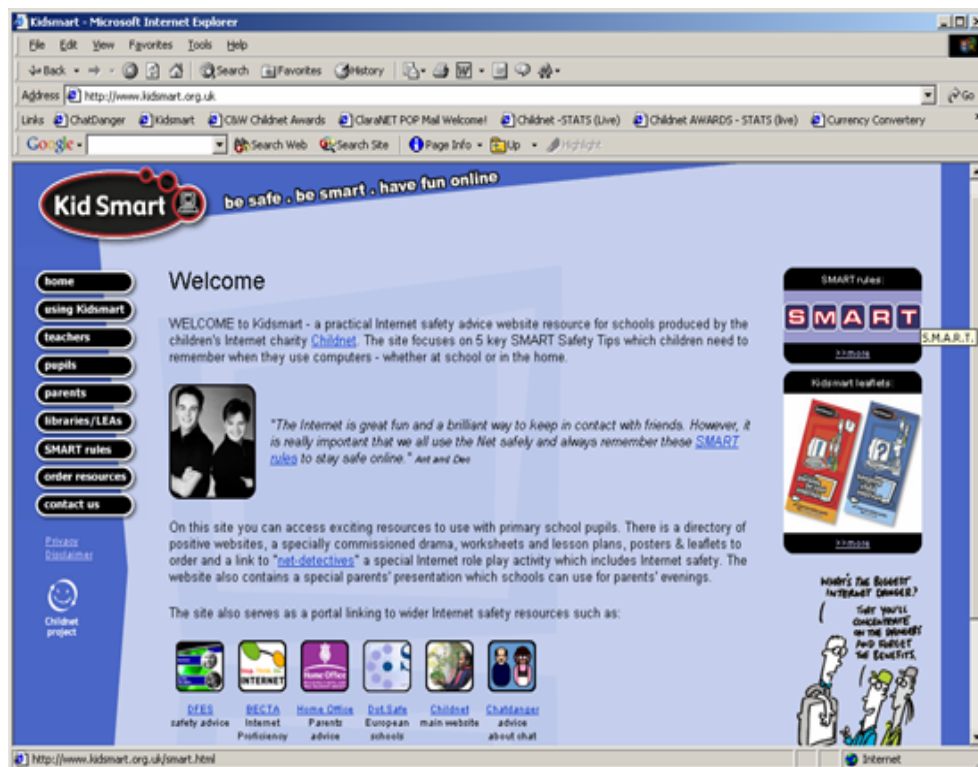 Kidsmart - Microsoft Internet Explorer
File Edit View Favorites Tools Help
Back Search Favorites History
Address http://www.kidsmart.org.uk Go
Links ChatDanger Kidsmart C&W Childnet Awards ClaraNET POP Mail Welcome! Childnet -STATS (Live) Childnet AWARDS - STATS (live) Currency Convertery
Google Search Web Search Site Page Info Up Highlight
Kid Smart
be safe . be smart . have fun online
home
using Kidsmart
teachers
pupils
parents
libraries/LEAs
SMART rules
order resources
contact us
Privacy
Disclaimer
Childnet
project
Welcome
WELCOME to Kidsmart - a practical Internet safety advice website resource for schools produced by the
children's Internet charity Childnet. The site focuses on 5 key SMART Safety Tips which children need to
remember when they use computers - whether at school or in the home.
"The Internet is great fun and a brilliant way to keep in contact with friends. However, it
is really important that we all use the Net safely and always remember these SMART
rules to stay safe online." Ant and Dec
On this site you can access exciting resources to use with primary school pupils. There is a directory of
positive websites, a specially commissioned drama, worksheets and lesson plans, posters & leaflets to
order and a link to "net-detectives" a special Internet role play activity which includes Internet safety. The
website also contains a special parents' presentation which schools can use for parents' evenings.
The site also serves as a portal linking to wider Internet safety resources such as:
INTERNET
Home Office
DFES
safety advice
BECTA
Internet
Proficiency
Home Office
Parents
advice
Dot.Safe
European
schools
Childnet
main website
Chatdanger
advice
about chat
SMART rules:
SMART
S.M.A.R.T.
>>more
Kidsmart leaflets:
>>more
WHAT'S THE BIGGEST
INTERNET DANGER?
THAT YOU'LL
CONCENTRATE
ON THE DANGERS
AND FORGET
THE BENEFITS.
http://www.kidsmart.org.uk/smart.html Internet